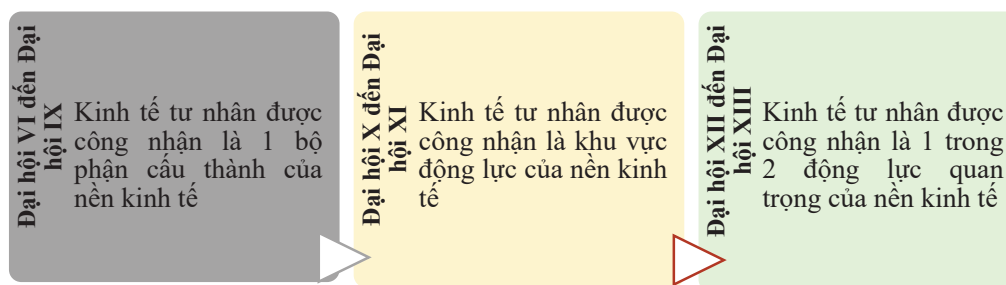 Đại hội VI đến Đại
hội IX
Kinh tế tư nhân được
công nhận là 1 bộ
phận cấu thành của
nền kinh tế
Đại hội X đến Đại
hội XI
Kinh tế tư nhân được
công nhận là khu vực
động lực của nền kinh
tế
Đại hội XII đến Đại
hội XIII
Kinh tế tư nhân được
công nhận là 1 trong
2 động lực quan
trọng của nền kinh tế